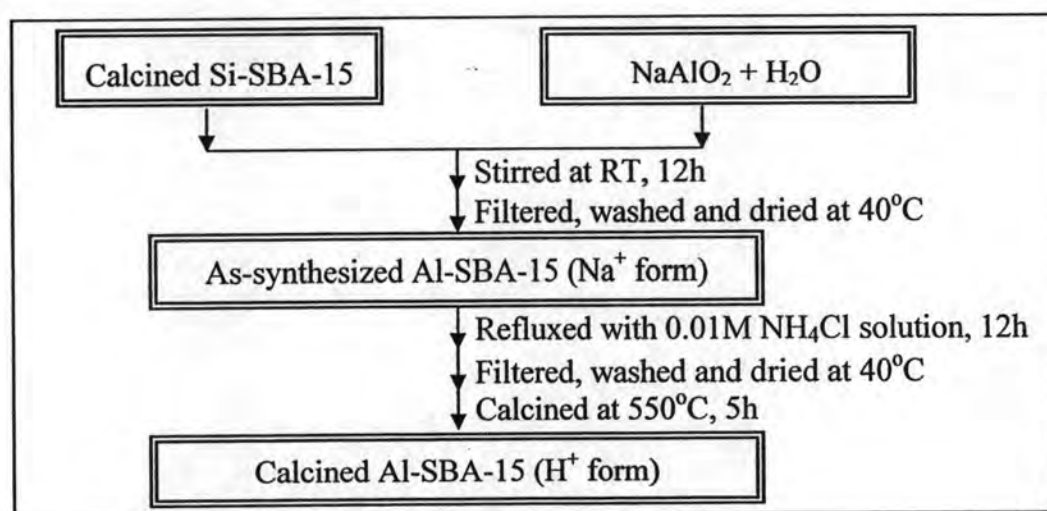 Calcined Si-SBA-15
NaAlO₂ + H₂O
Stirred at RT, 12h
Filtered, washed and dried at 40°C
As-synthesized Al-SBA-15 (Na⁺ form)
Refluxed with 0.01M NH₄Cl solution, 12h
Filtered, washed and dried at 40°C
Calcined at 550°C, 5h
Calcined Al-SBA-15 (H⁺ form)